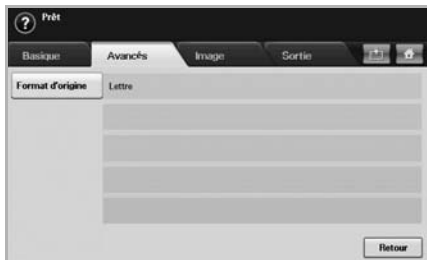 ?
Prêt
Basique
Avancés
Image
Sortie
Format d'origine
Lettre
Retour